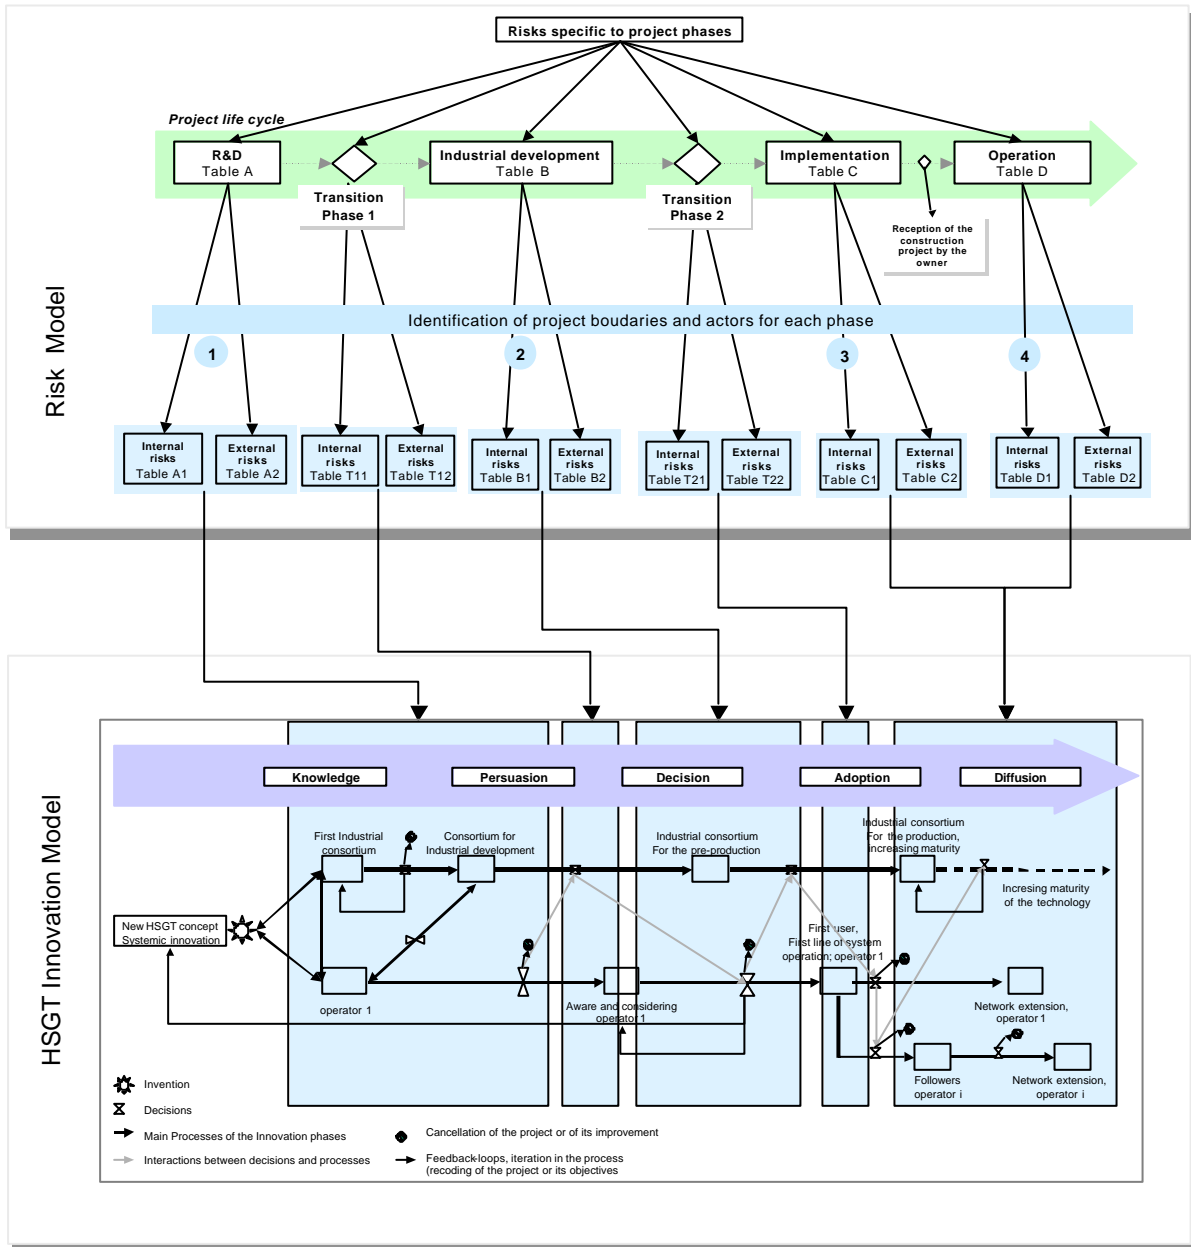 Risks specific to project phases
Project life cycle
R&D
Table A
Industrial development
Table B
Implementation
Table C
Operation
Table D
Transition
Phase 1
Transition
Phase 2
Reception of the
construction
project by the
owner
Risk Model
Identification of project boudaries and actors for each phase
1
2
3
4
Internal
risks
Table A1
External
risks
Table A2
Internal
risks
Table T11
External
risks
Table T12
Internal
risks
Table B1
External
risks
Table B2
Internal
risks
Table T21
External
risks
Table T22
Internal
risks
Table C1
External
risks
Table C2
Internal
risks
Table D1
External
risks
Table D2
HSGT Innovation Model
Knowledge
Persuasion
Decision
Adoption
Diffusion
First Industrial
consortium
Consortium for
Industrial development
Industrial consortium
For the pre-production
Industrial consortium
For the production,
increasing maturity
Incresing maturity
of the technology
New HSGT concept
Systemic innovation
First user,
First line of system
operation; operator 1
operator 1
Aware and considering
operator 1
Network extension,
operator 1
Followers
operator i
Network extension,
operator i
Invention
Decisions
Main Processes of the Innovation phases
Interactions between decisions and processes
Cancellation of the project or of its improvement
Feedback-loops, iteration in the process
(recoding of the project or its objectives